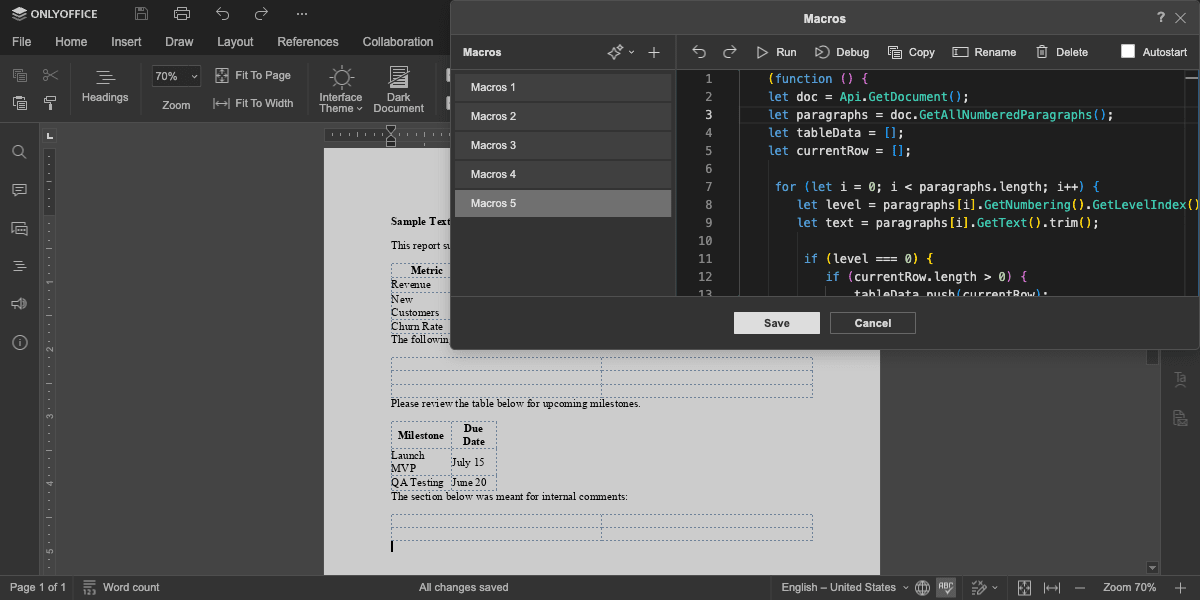 ONLYOFFICE
File Home Insert Draw Layout References Collaboration
Headings
70%
Zoom
Fit To Page
Fit To Width
Interface Theme
Dark Document
Macros
?
Macros
Run Debug Copy Rename Delete Autostart
Macros 1
Macros 2
Macros 3
Macros 4
Macros 5
1 (function () {
2 let doc = Api.GetDocument();
3 let paragraphs = doc.GetAllNumberedParagraphs();
4 let tableData = [];
5 let currentRow = [];
6
7 for (let i = 0; i < paragraphs.length; i++) {
8 let level = paragraphs[i].GetNumbering().GetLevelIndex()
9 let text = paragraphs[i].GetText().trim();
10
11 if (level === 0) {
12 if (currentRow.length > 0) {
13 tableData.push(currentRow);
Save Cancel
Sample Text
This report
Metric
Revenue
New
Customers
Churn Rate
The followin
Please review the table below for upcoming milestones.
Milestone Due Date
Launch MVP July 15
QA Testing June 20
The section below was meant for internal comments:
Page 1 of 1 Word count All changes saved English – United States Zoom 70%